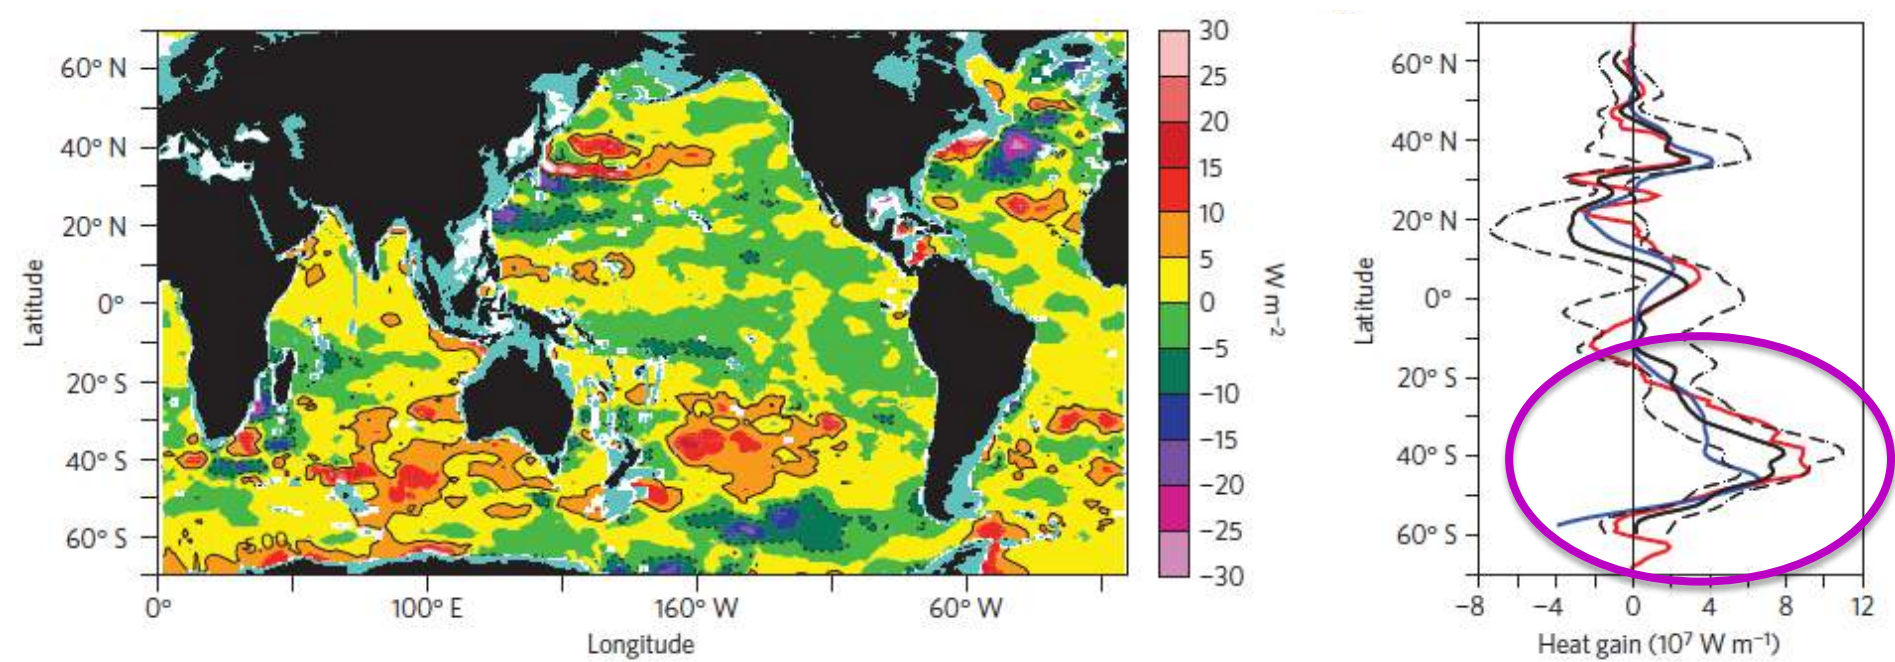 60° N
40° N
20° N
0°
20° S
40° S
60° S
Latitude
5.00
0°
100° E
160° W
60° W
Longitude
30
25
20
15
10
5
0
−5
−10
−15
−20
−25
−30
W m−2
60° N
40° N
20° N
0°
20° S
40° S
60° S
Latitude
−8
−4
0
4
8
12
Heat gain (10⁷ W m⁻¹)